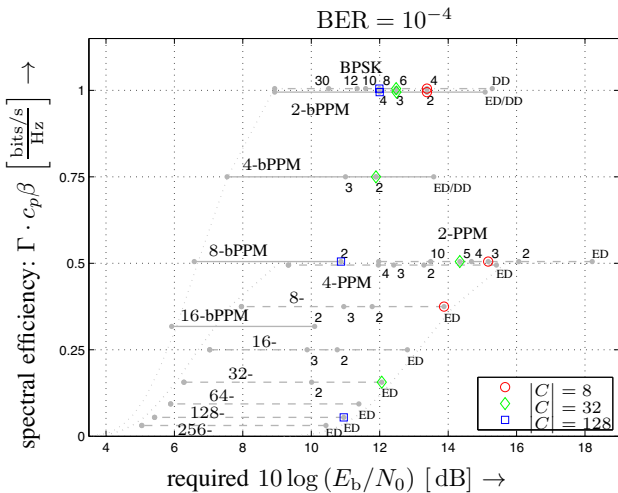 BER = 10⁻⁴
BPSK
30 12 10 8 6 4 DD
4 3 2 ED/DD
2-bPPM
4-bPPM
3 2 ED/DD
2-PPM
8-bPPM 2 10 5 4 3 2 ED
4-PPM 4 3 2 ED
8-
2 3 2 ED
16-bPPM
16-
3 2 ED
32-
2 ED
64-
ED
128-
ED
256-
ED
|C| = 8
|C| = 32
|C| = 128
1
0.75
0.5
0.25
0
4 6 8 10 12 14 16 18
spectral efficiency: Γ · c_p β [bits/s / Hz] →
required 10 log (E_b/N_0) [dB] →